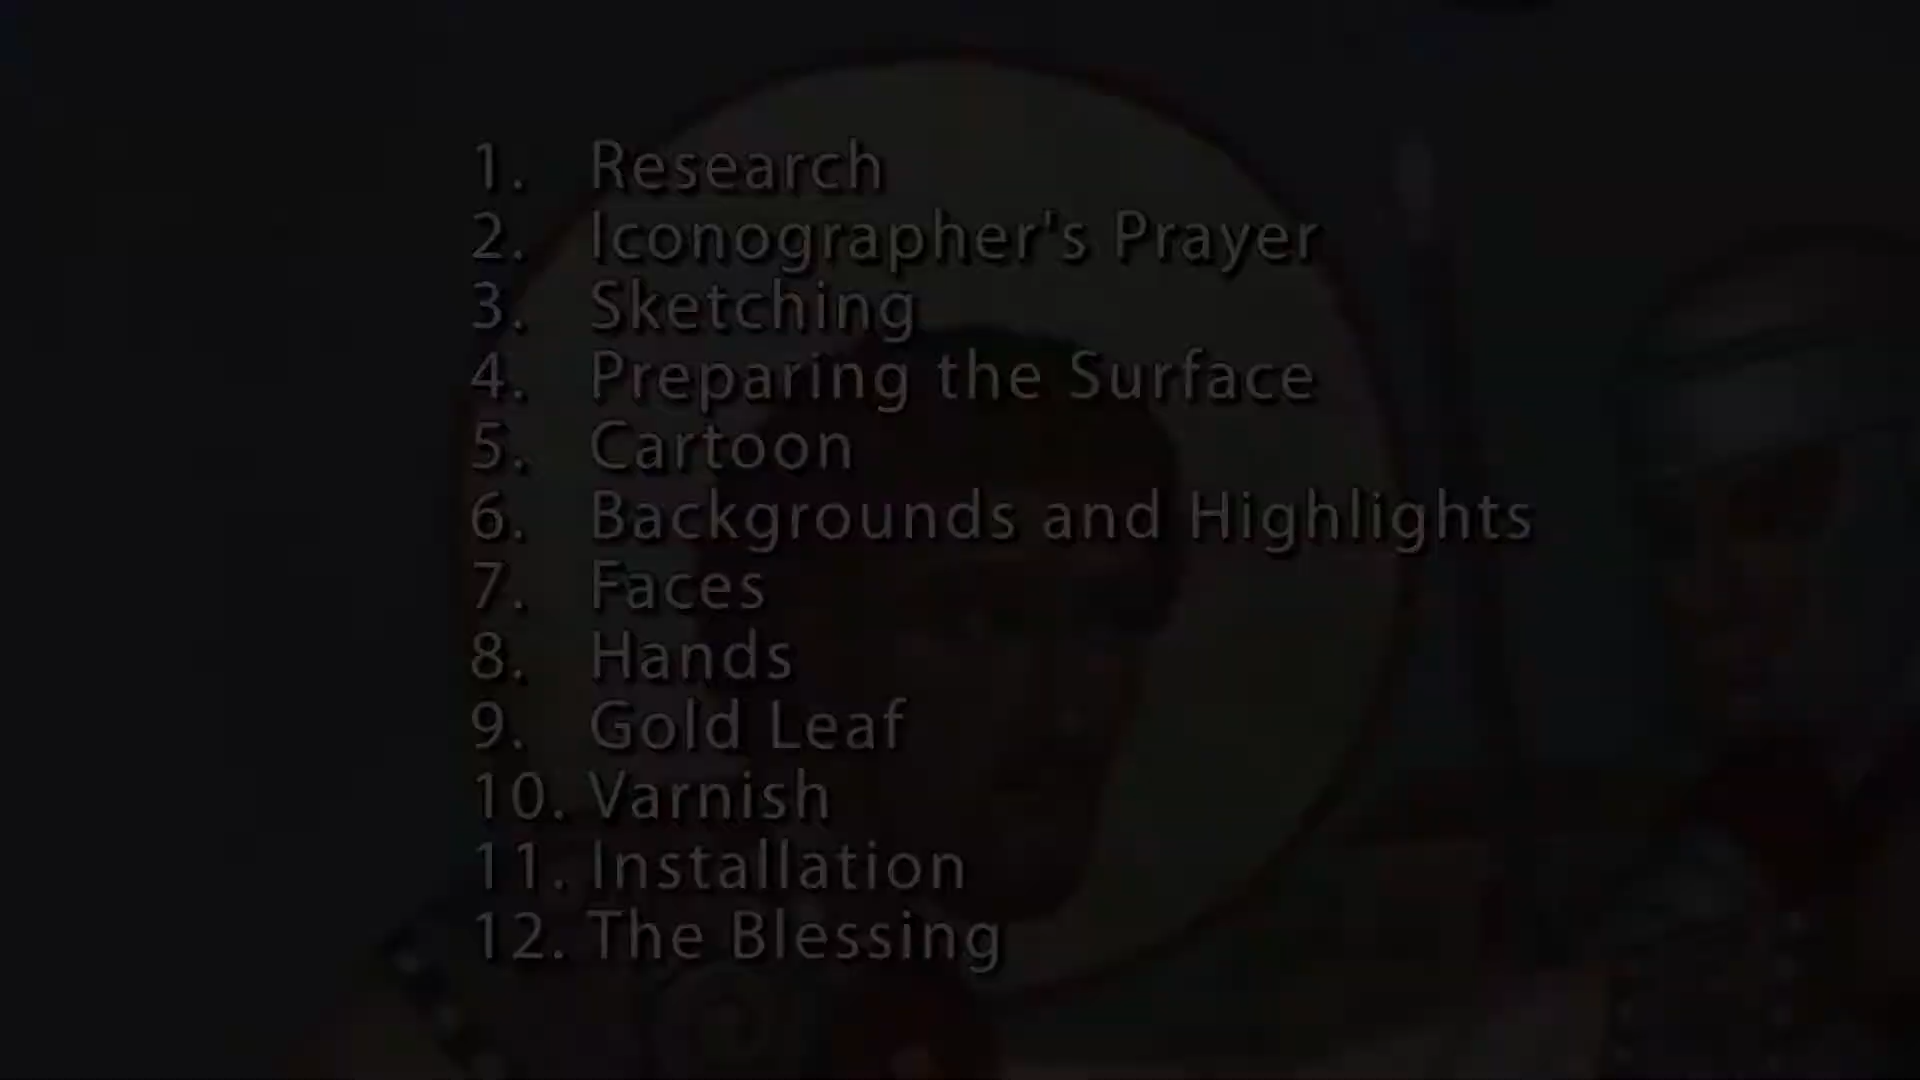 1. Research
2. Iconographer's Prayer
3. Sketching
4. Preparing the Surface
5. Cartoon
6. Backgrounds and Highlights
7. Faces
8. Hands
9. Gold Leaf
10. Varnish
11. Installation
12. The Blessing